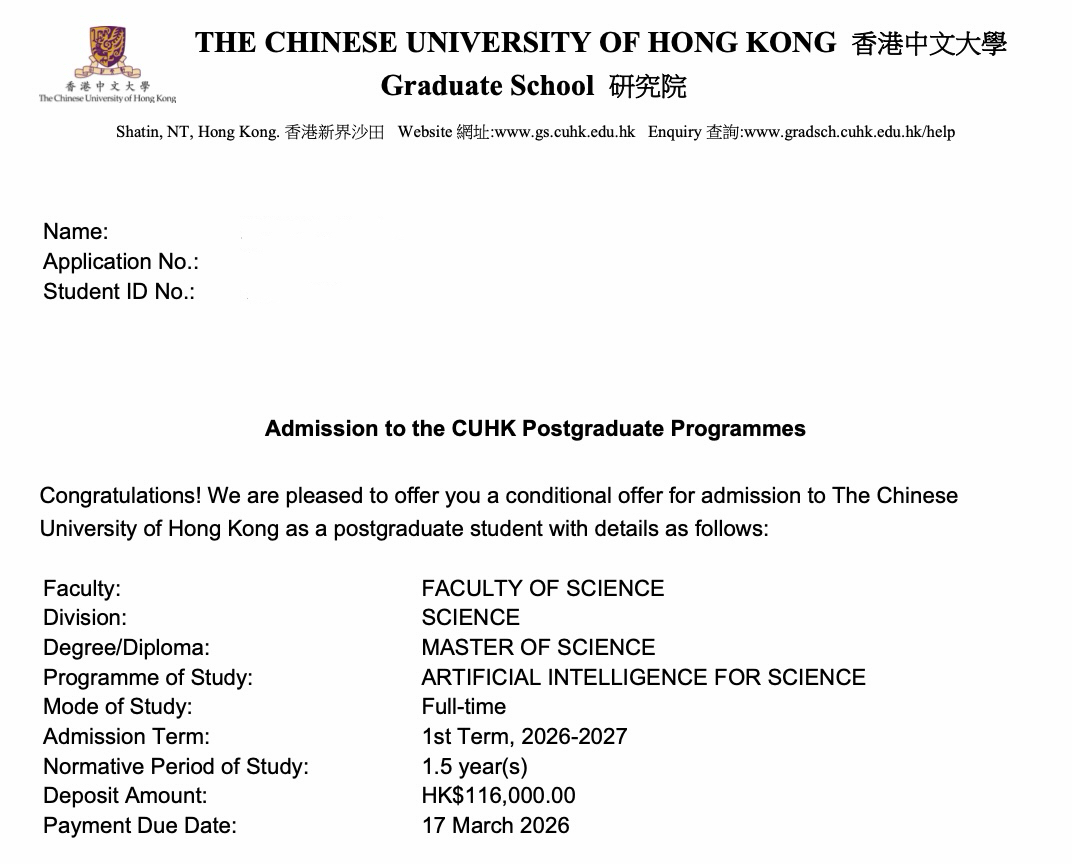 香港中文大學
The Chinese University of Hong Kong
THE CHINESE UNIVERSITY OF HONG KONG 香港中文大學
Graduate School 研究院
Shatin, NT, Hong Kong. 香港新界沙田 Website 網址:www.gs.cuhk.edu.hk Enquiry 查詢:www.gradsch.cuhk.edu.hk/help
Name:
Application No.:
Student ID No.:
Admission to the CUHK Postgraduate Programmes
Congratulations! We are pleased to offer you a conditional offer for admission to The Chinese
University of Hong Kong as a postgraduate student with details as follows:
Faculty: FACULTY OF SCIENCE
Division: SCIENCE
Degree/Diploma: MASTER OF SCIENCE
Programme of Study: ARTIFICIAL INTELLIGENCE FOR SCIENCE
Mode of Study: Full-time
Admission Term: 1st Term, 2026-2027
Normative Period of Study: 1.5 year(s)
Deposit Amount: HK$116,000.00
Payment Due Date: 17 March 2026